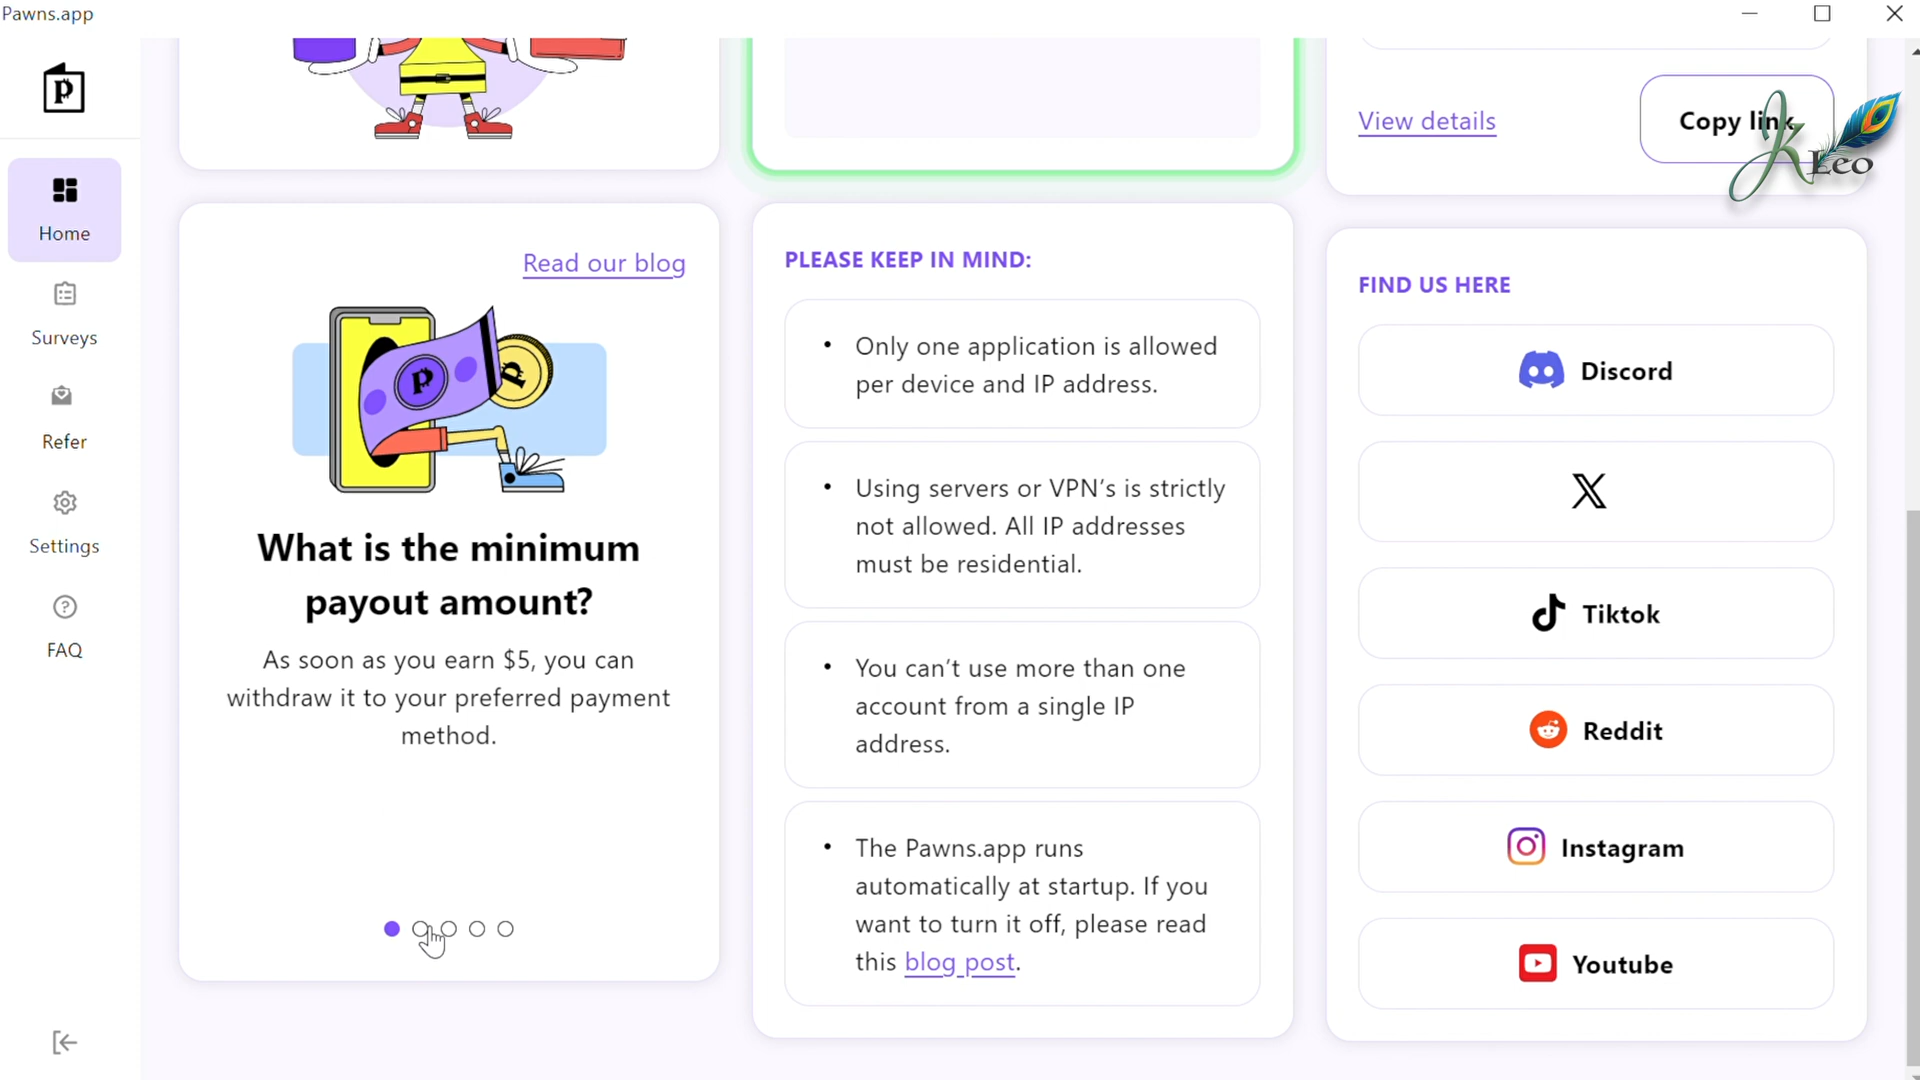 Pawns.app
Home
Surveys
Refer
Settings
FAQ
Read our blog
What is the minimum
payout amount?
As soon as you earn $5, you can
withdraw it to your preferred payment
method.
PLEASE KEEP IN MIND:
• Only one application is allowed
per device and IP address.
• Using servers or VPN’s is strictly
not allowed. All IP addresses
must be residential.
• You can’t use more than one
account from a single IP
address.
• The Pawns.app runs
automatically at startup. If you
want to turn it off, please read
this blog post.
View details
Copy link
k Leo
FIND US HERE
Discord
X
Tiktok
Reddit
Instagram
Youtube